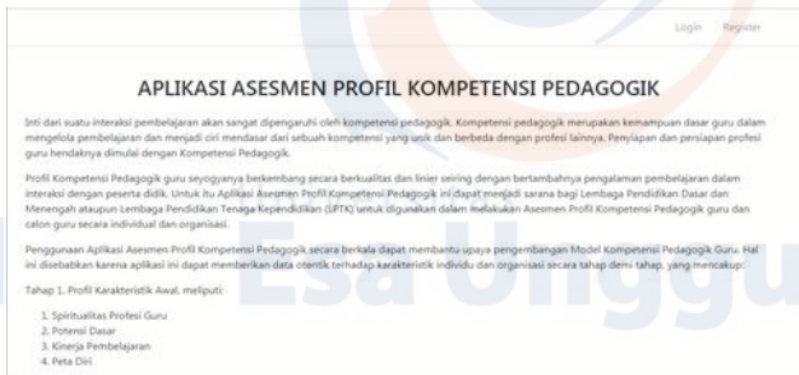 Login Register
APLIKASI ASESMEN PROFIL KOMPETENSI PEDAGOGIK
Inti dari suatu interaksi pembelajaran akan sangat dipengaruhi oleh kompetensi pedagogik. Kompetensi pedagogik merupakan kemampuan dasar guru dalam
mengelola pembelajaran dan menjadi ciri mendasar dari sebuah kompetensi yang unik dan berbeda dengan profesi lainnya. Penyiapan dan persiapan profesi
guru hendaknya dimulai dengan Kompetensi Pedagogik.
Profil Kompetensi Pedagogik guru seyogyanya berkembang secara berkualitas dan linier seiring dengan bertambahnya pengalaman pembelajaran dalam
interaksi dengan peserta didik. Untuk itu Aplikasi Asesmen Profil Kompetensi Pedagogik ini dapat menjadi sarana bagi Lembaga Pendidikan Dasar dan
Menengah ataupun Lembaga Pendidikan Tenaga Kependidikan (LPTK) untuk digunakan dalam melakukan Asesmen Profil Kompetensi Pedagogik guru dan
calon guru secara individual dan organisasi.
Penggunaan Aplikasi Asesmen Profil Kompetensi Pedagogik secara berkala dapat membantu upaya pengembangan Model Kompetensi Pedagogik Guru. Hal
ini disebabkan karena aplikasi ini dapat memberikan data otentik terhadap karakteristik individu dan organisasi secara tahap demi tahap, yang mencakup:
Esa Unggu
Tahap 1. Profil Karakteristik Awal, meliputi:
1. Spiritualitas Profesi Guru
2. Potensi Dasar
3. Kinerja Pembelajaran
4. Peta Diri